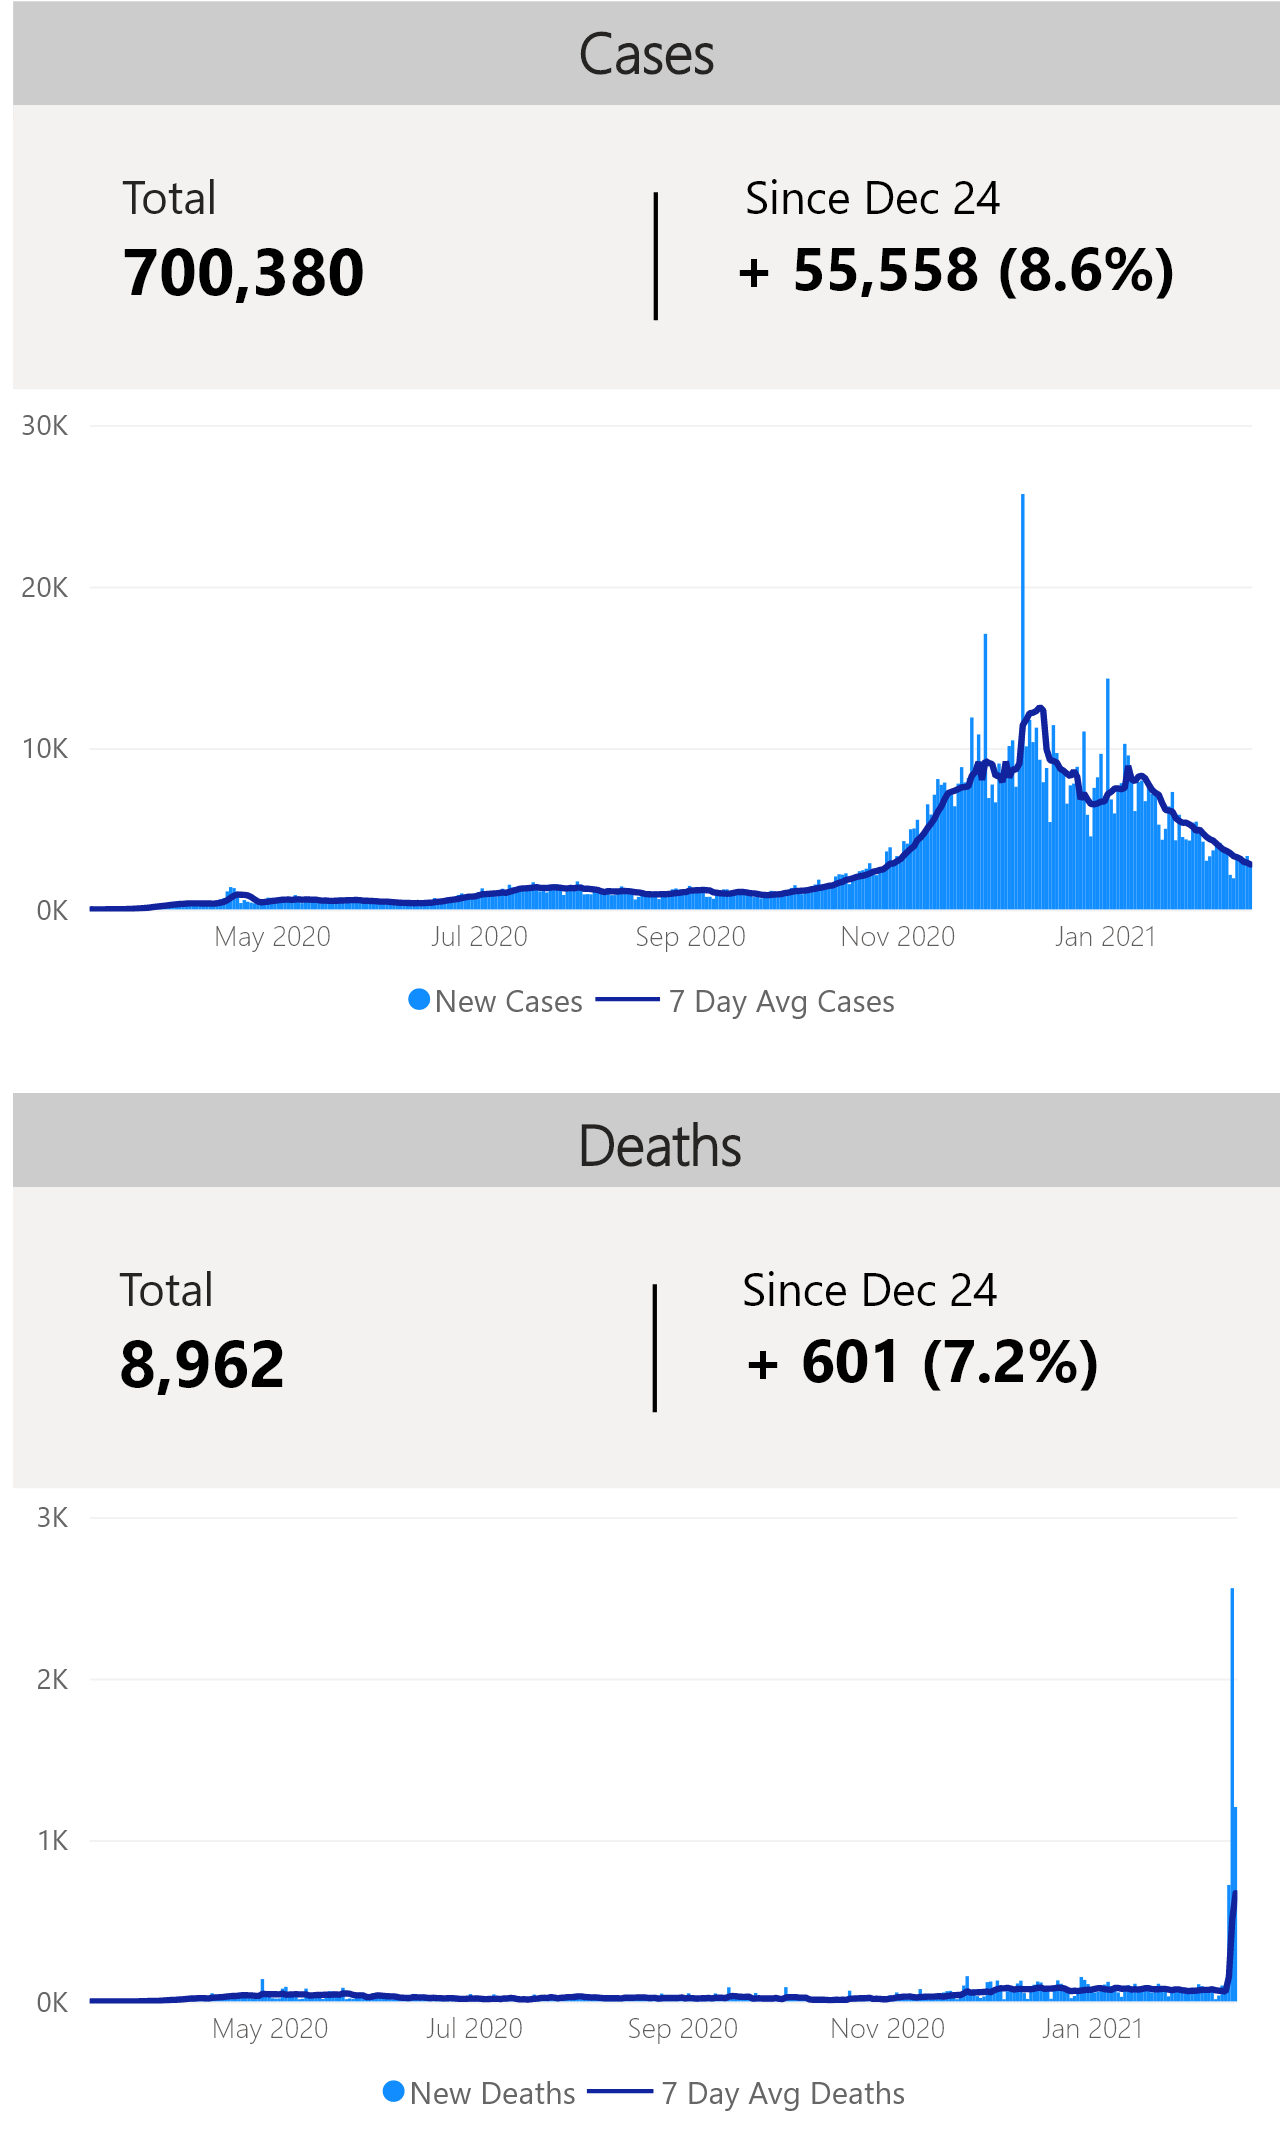 Cases
Total
Since Dec 24
700,380
+ 55,558 (8.6%)
30K
20K
10K
0K
May 2020
Jul 2020
Sep 2020
Nov 2020
Jan 2021
New Cases
7 Day Avg Cases
Deaths
Total
Since Dec 24
8,962
+ 601 (7.2%)
3K
2K
1K
0K
May 2020
Jul 2020
Sep 2020
Nov 2020
Jan 2021
New Deaths
7 Day Avg Deaths